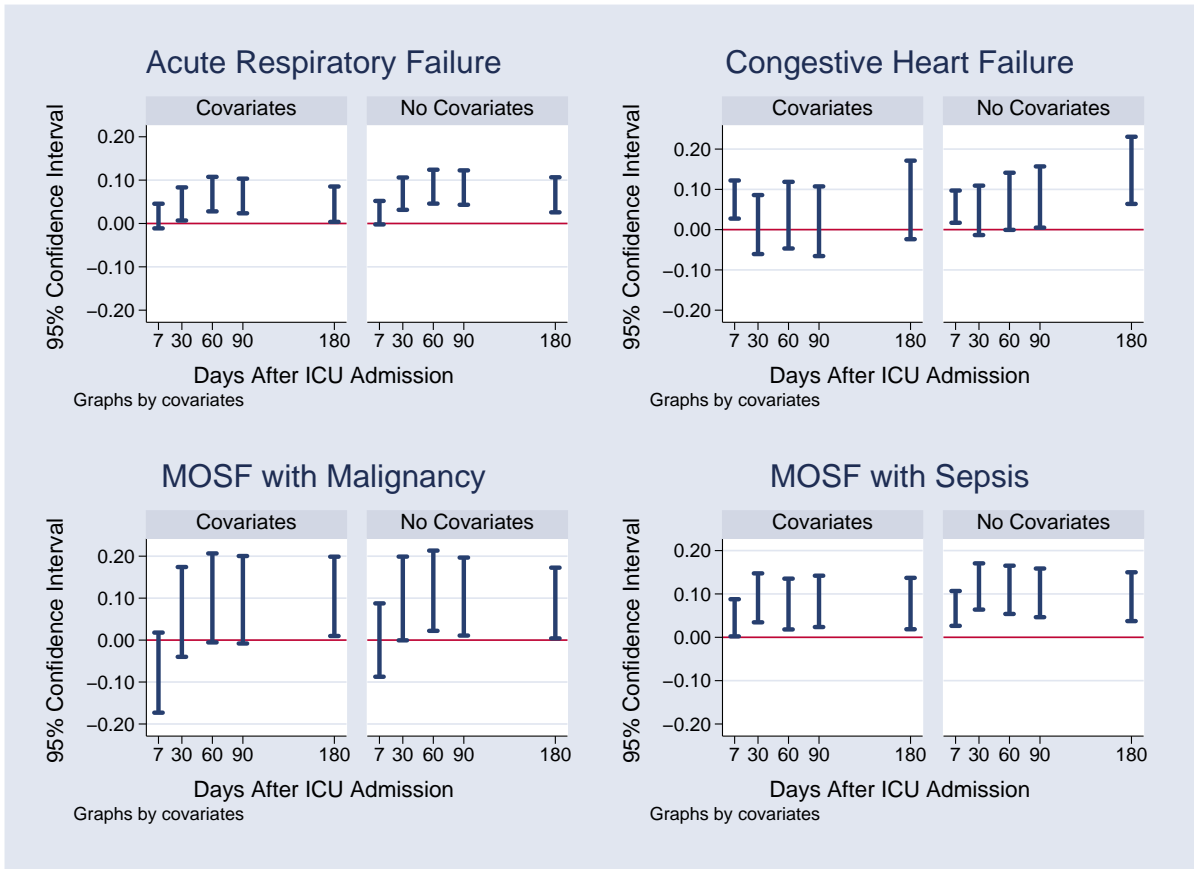 Acute Respiratory Failure
Covariates
No Covariates
95% Confidence Interval
0.20
0.10
0.00
−0.10
−0.20
7 30 60 90 180
7 30 60 90 180
Days After ICU Admission
Graphs by covariates
Congestive Heart Failure
Covariates
No Covariates
95% Confidence Interval
0.20
0.10
0.00
−0.10
−0.20
7 30 60 90 180
7 30 60 90 180
Days After ICU Admission
Graphs by covariates
MOSF with Malignancy
Covariates
No Covariates
95% Confidence Interval
0.20
0.10
0.00
−0.10
−0.20
7 30 60 90 180
7 30 60 90 180
Days After ICU Admission
Graphs by covariates
MOSF with Sepsis
Covariates
No Covariates
95% Confidence Interval
0.20
0.10
0.00
−0.10
−0.20
7 30 60 90 180
7 30 60 90 180
Days After ICU Admission
Graphs by covariates